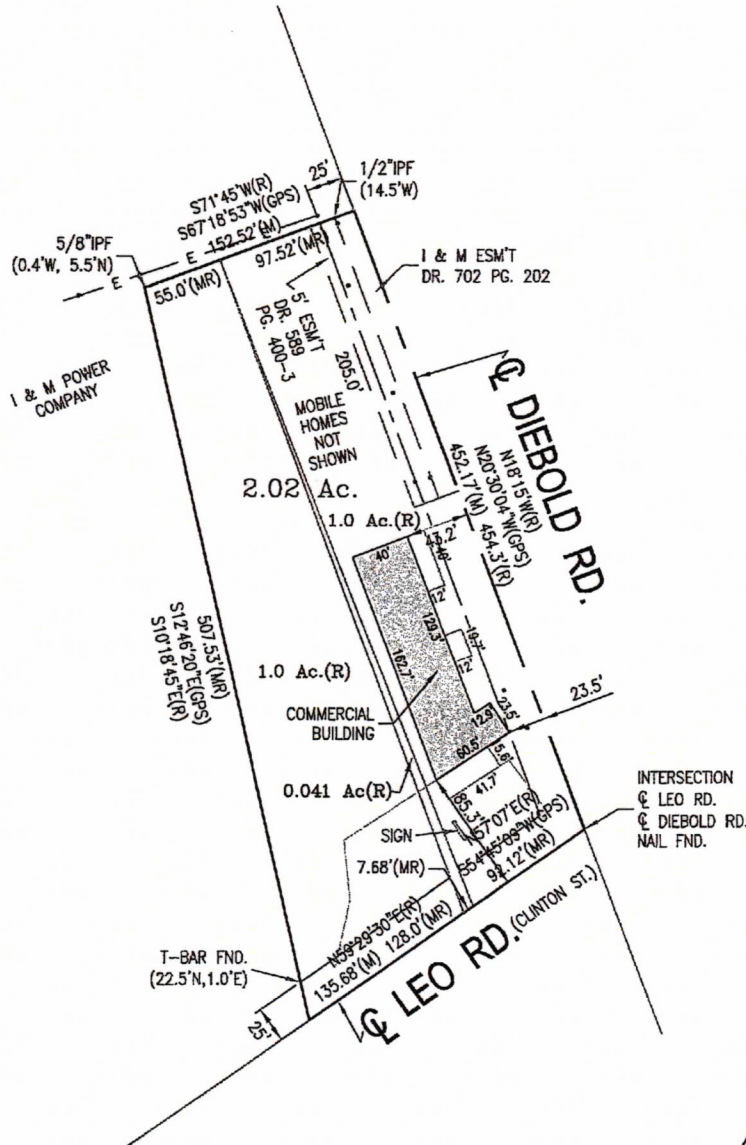 25'
1/2"IPF
(14.5'W)
S71°45'W(R)
S67°18'53"W(GPS)
152.52'(M)
E
E
E
97.52'(MR)
55.0'(MR)
5/8"IPF
(0.4'W, 5.5'N)
I & M ESM'T
DR. 702 PG. 202
I & M POWER
COMPANY
5' ESM'T
DR. 589
PG. 400-3
205.0'
MOBILE
HOMES
NOT
SHOWN
℄ DIEBOLD RD.
N18°15'W(R)
N20°30'04"W(GPS)
452.17'(M) 454.3'(R)
2.02 Ac.
1.0 Ac.(R)
43.2'
40'
12'
129.3'
19.7'
12'
162.7'
507.53'(MR)
S12°46'20"E(GPS)
S10°18'45"E(R)
1.0 Ac.(R)
COMMERCIAL
BUILDING
12.9'
23.5'
23.5'
60.5'
5.6'
41.7'
0.041 Ac(R)
85.3'
SIGN
N57°07'E(R)
S54°45'09"W(GPS)
92.12'(MR)
INTERSECTION
℄ LEO RD.
℄ DIEBOLD RD.
NAIL FND.
7.68'(MR)
N59°29'30"E(R)
135.68'(M) 128.0'(MR)
T-BAR FND.
(22.5'N,1.0'E)
25'
℄ LEO RD. (CLINTON ST.)